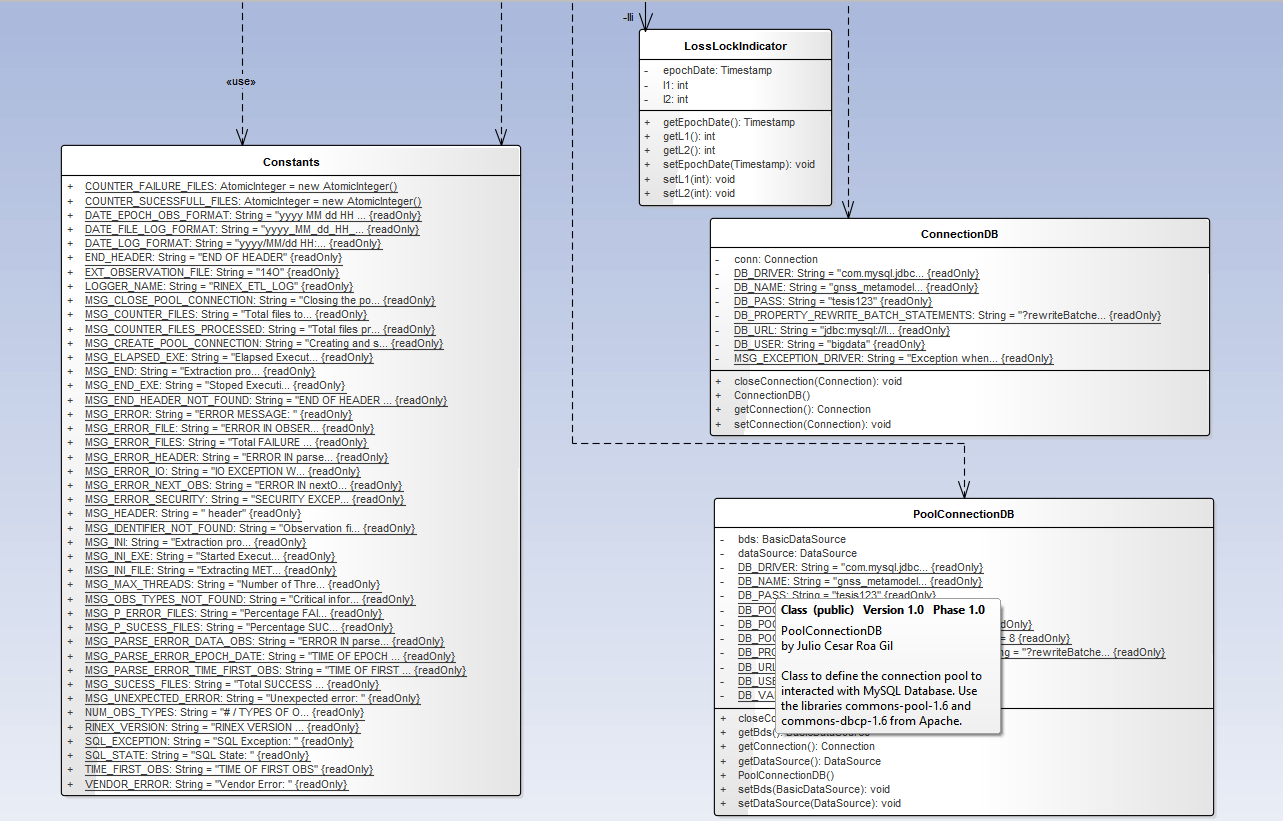 -lli
«use»
LossLockIndicator
- epochDate: Timestamp
- l1: int
- l2: int
+ getEpochDate(): Timestamp
+ getL1(): int
+ getL2(): int
+ setEpochDate(Timestamp): void
+ setL1(int): void
+ setL2(int): void
Constants
+ COUNTER_FAILURE_FILES: AtomicInteger = new AtomicInteger()
+ COUNTER_SUCESSFULL_FILES: AtomicInteger = new AtomicInteger()
+ DATE_EPOCH_OBS_FORMAT: String = "yyyy MM dd HH ... {readOnly}
+ DATE_FILE_LOG_FORMAT: String = "yyyy_MM_dd_HH_... {readOnly}
+ DATE_LOG_FORMAT: String = "yyyy/MM/dd HH:... {readOnly}
+ END_HEADER: String = "END OF HEADER" {readOnly}
+ EXT_OBSERVATION_FILE: String = "14O" {readOnly}
+ LOGGER_NAME: String = "RINEX_ETL_LOG" {readOnly}
+ MSG_CLOSE_POOL_CONNECTION: String = "Closing the po... {readOnly}
+ MSG_COUNTER_FILES: String = "Total files to... {readOnly}
+ MSG_COUNTER_FILES_PROCESSED: String = "Total files pr... {readOnly}
+ MSG_CREATE_POOL_CONNECTION: String = "Creating and s... {readOnly}
+ MSG_ELAPSED_EXE: String = "Elapsed Execut... {readOnly}
+ MSG_END: String = "Extraction pro... {readOnly}
+ MSG_END_EXE: String = "Stoped Executi... {readOnly}
+ MSG_END_HEADER_NOT_FOUND: String = "END OF HEADER ... {readOnly}
+ MSG_ERROR: String = "ERROR MESSAGE: " {readOnly}
+ MSG_ERROR_FILE: String = "ERROR IN OBSER... {readOnly}
+ MSG_ERROR_FILES: String = "Total FAILURE ... {readOnly}
+ MSG_ERROR_HEADER: String = "ERROR IN parse... {readOnly}
+ MSG_ERROR_IO: String = "IO EXCEPTION W... {readOnly}
+ MSG_ERROR_NEXT_OBS: String = "ERROR IN nextO... {readOnly}
+ MSG_ERROR_SECURITY: String = "SECURITY EXCEP... {readOnly}
+ MSG_HEADER: String = " header" {readOnly}
+ MSG_IDENTIFIER_NOT_FOUND: String = "Observation fi... {readOnly}
+ MSG_INI: String = "Extraction pro... {readOnly}
+ MSG_INI_EXE: String = "Started Execut... {readOnly}
+ MSG_INI_FILE: String = "Extracting MET... {readOnly}
+ MSG_MAX_THREADS: String = "Number of Thre... {readOnly}
+ MSG_OBS_TYPES_NOT_FOUND: String = "Critical infor... {readOnly}
+ MSG_P_ERROR_FILES: String = "Percentage FAI... {readOnly}
+ MSG_P_SUCESS_FILES: String = "Percentage SUC... {readOnly}
+ MSG_PARSE_ERROR_DATA_OBS: String = "ERROR IN parse... {readOnly}
+ MSG_PARSE_ERROR_EPOCH_DATE: String = "TIME OF EPOCH ... {readOnly}
+ MSG_PARSE_ERROR_TIME_FIRST_OBS: String = "TIME OF FIRST ... {readOnly}
+ MSG_SUCESS_FILES: String = "Total SUCCESS ... {readOnly}
+ MSG_UNEXPECTED_ERROR: String = "Unexpected error: " {readOnly}
+ NUM_OBS_TYPES: String = "# / TYPES OF O... {readOnly}
+ RINEX_VERSION: String = "RINEX VERSION ... {readOnly}
+ SQL_EXCEPTION: String = "SQL Exception: " {readOnly}
+ SQL_STATE: String = "SQL State: " {readOnly}
+ TIME_FIRST_OBS: String = "TIME OF FIRST OBS" {readOnly}
+ VENDOR_ERROR: String = "Vendor Error: " {readOnly}
ConnectionDB
- conn: Connection
- DB_DRIVER: String = "com.mysql.jdbc... {readOnly}
- DB_NAME: String = "gnss_metamodel... {readOnly}
- DB_PASS: String = "tesis123" {readOnly}
- DB_PROPERTY_REWRITE_BATCH_STATEMENTS: String = "?rewriteBatche... {readOnly}
- DB_URL: String = "jdbc:mysql://l... {readOnly}
- DB_USER: String = "bigdata" {readOnly}
- MSG_EXCEPTION_DRIVER: String = "Exception when... {readOnly}
+ closeConnection(Connection): void
+ ConnectionDB()
+ getConnection(): Connection
+ setConnection(Connection): void
PoolConnectionDB
- bds: BasicDataSource
- dataSource: DataSource
- DB_DRIVER: String = "com.mysql.jdbc... {readOnly}
- DB_NAME: String = "gnss_metamodel... {readOnly}
- DB_PASS: String = "tesis123" {readOnly}
- DB_
- DB_
- DB_ = 8 {readOnly}
- DB_ = "?rewriteBatche... {readOnly}
- DB_
- DB_
- DB_
+
+ getBds(): BasicDataSource
+ getConnection(): Connection
+ getDataSource(): DataSource
+ PoolConnectionDB()
+ setBds(BasicDataSource): void
+ setDataSource(DataSource): void
Class (public) Version 1.0 Phase 1.0
PoolConnectionDB
by Julio Cesar Roa Gil
Class to define the connection pool to
interacted with MySQL Database. Use
the libraries commons-pool-1.6 and
commons-dbcp-1.6 from Apache.